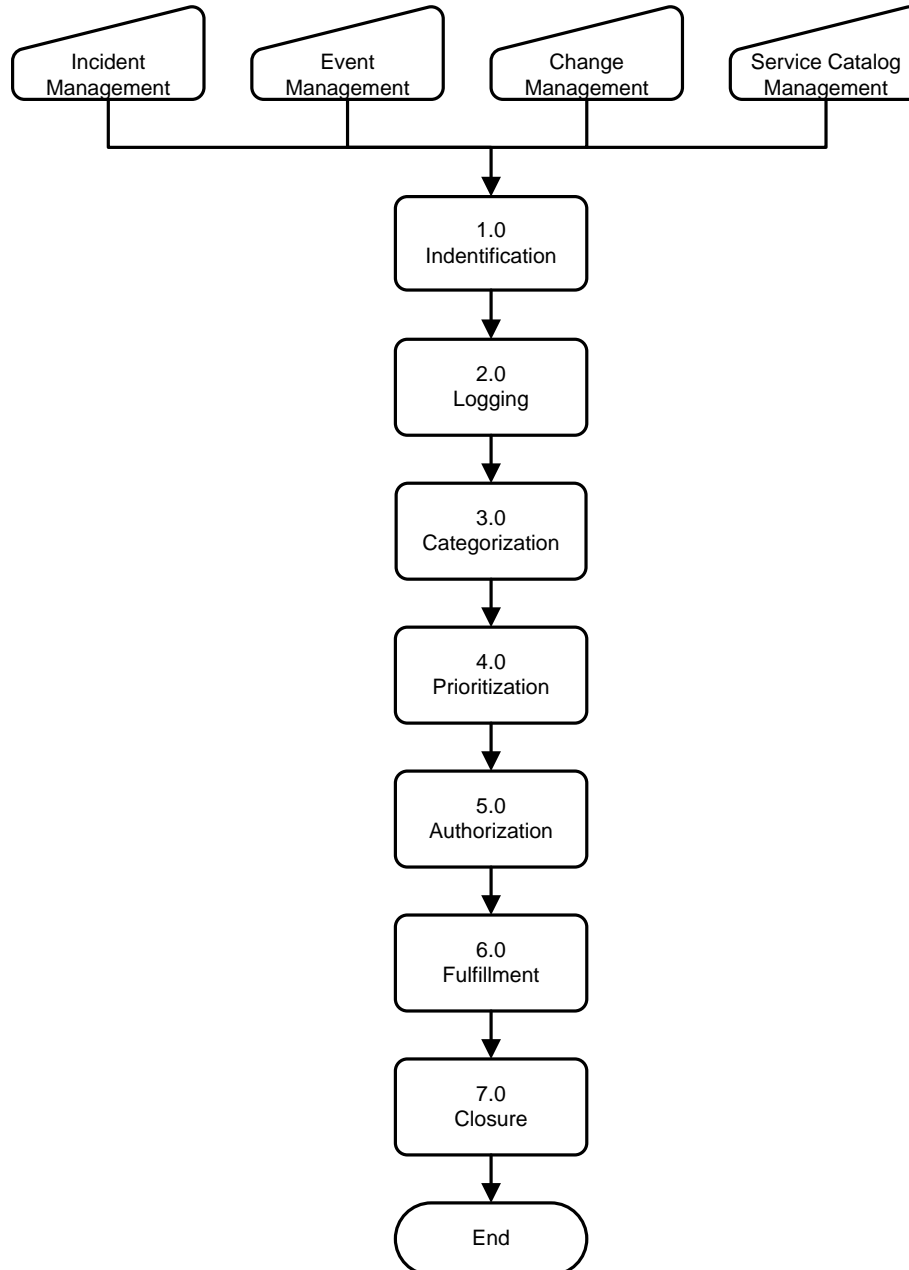 Incident
Management
Event
Management
Change
Management
Service Catalog
Management
1.0
Indentification
2.0
Logging
3.0
Categorization
4.0
Prioritization
5.0
Authorization
6.0
Fulfillment
7.0
Closure
End